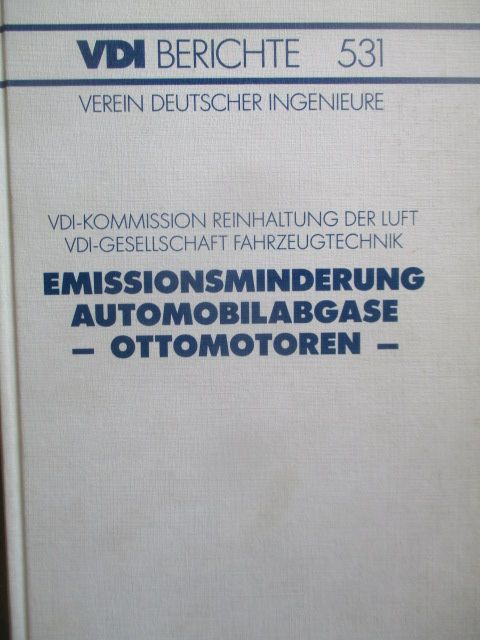 VDI BERICHTE 531
VEREIN DEUTSCHER INGENIEURE
VDI-KOMMISSION REINHALTUNG DER LUFT
VDI-GESELLSCHAFT FAHRZEUGTECHNIK
EMISSIONSMINDERUNG
AUTOMOBILABGASE
– OTTOMOTOREN –